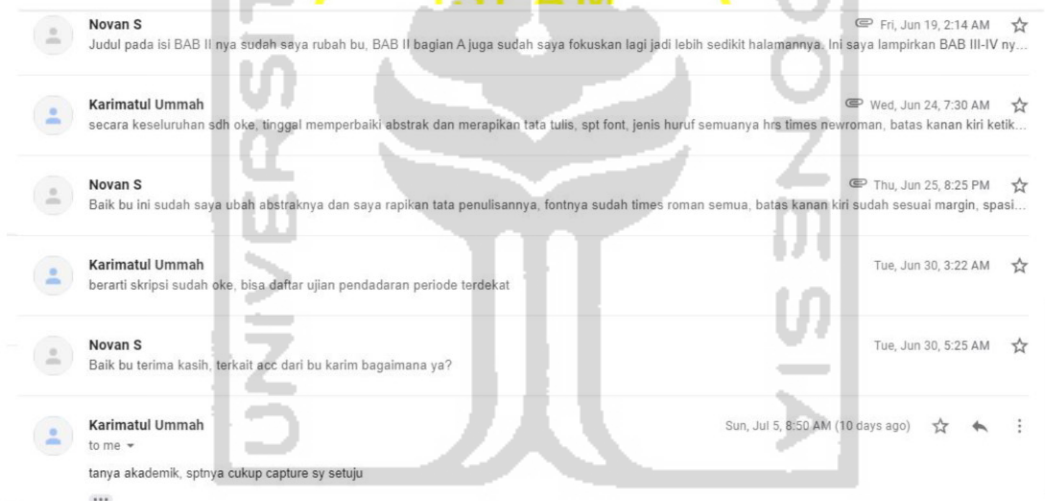 Novan S
Fri, Jun 19, 2:14 AM
Judul pada isi BAB II nya sudah saya rubah bu, BAB II bagian A juga sudah saya fokuskan lagi jadi lebih sedikit halamannya. Ini saya lampirkan BAB III-IV ny...
Karimatul Ummah
Wed, Jun 24, 7:30 AM
secara keseluruhan sdh oke, tinggal memperbaiki abstrak dan merapikan tata tulis, spt font, jenis huruf semuanya hrs times newroman, batas kanan kiri ketik...
Novan S
Thu, Jun 25, 8:25 PM
Baik bu ini sudah saya ubah abstraknya dan saya rapikan tata penulisannya, fontnya sudah times roman semua, batas kanan kiri sudah sesuai margin, spasi...
Karimatul Ummah
Tue, Jun 30, 3:22 AM
berarti skripsi sudah oke, bisa daftar ujian pendadaran periode terdekat
Novan S
Tue, Jun 30, 5:25 AM
Baik bu terima kasih, terkait acc dari bu karim bagaimana ya?
Karimatul Ummah
Sun, Jul 5, 8:50 AM (10 days ago)
to me
tanya akademik, sptnya cukup capture sy setuju